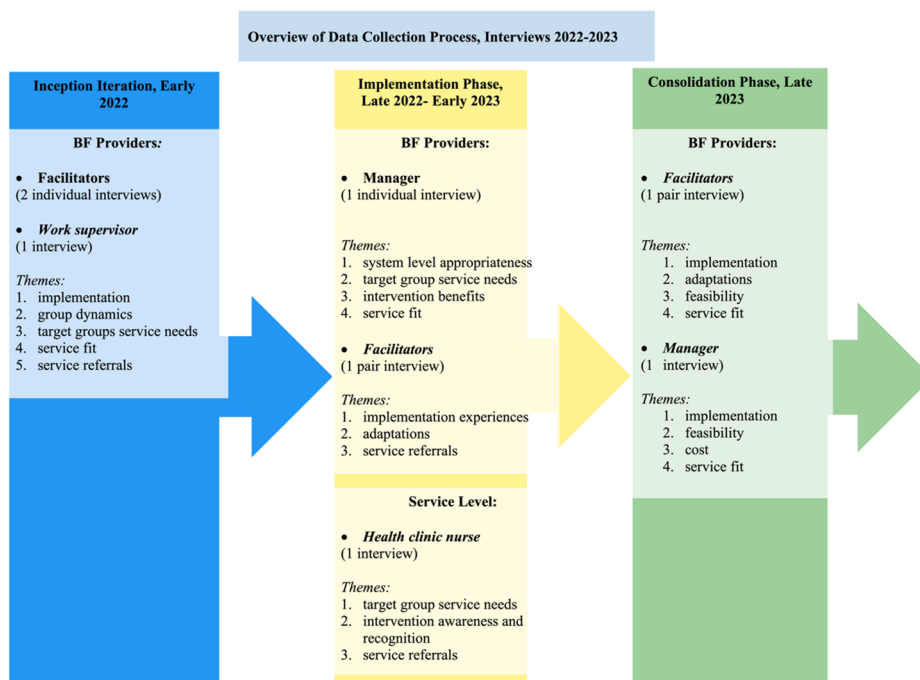 Overview of Data Collection Process, Interviews 2022-2023
Inception Iteration, Early
2022
BF Providers:
• Facilitators
(2 individual interviews)
• Work supervisor
(1 interview)
Themes:
1. implementation
2. group dynamics
3. target groups service needs
4. service fit
5. service referrals
Implementation Phase,
Late 2022- Early 2023
BF Providers:
• Manager
(1 individual interview)
Themes:
1. system level appropriateness
2. target group service needs
3. intervention benefits
4. service fit
• Facilitators
(1 pair interview)
Themes:
1. implementation experiences
2. adaptations
3. service referrals
Service Level:
• Health clinic nurse
(1 interview)
Themes:
1. target group service needs
2. intervention awareness and
recognition
3. service referrals
Consolidation Phase, Late
2023
BF Providers:
• Facilitators
(1 pair interview)
Themes:
1. implementation
2. adaptations
3. feasibility
4. service fit
• Manager
(1 interview)
Themes:
1. implementation
2. feasibility
3. cost
4. service fit